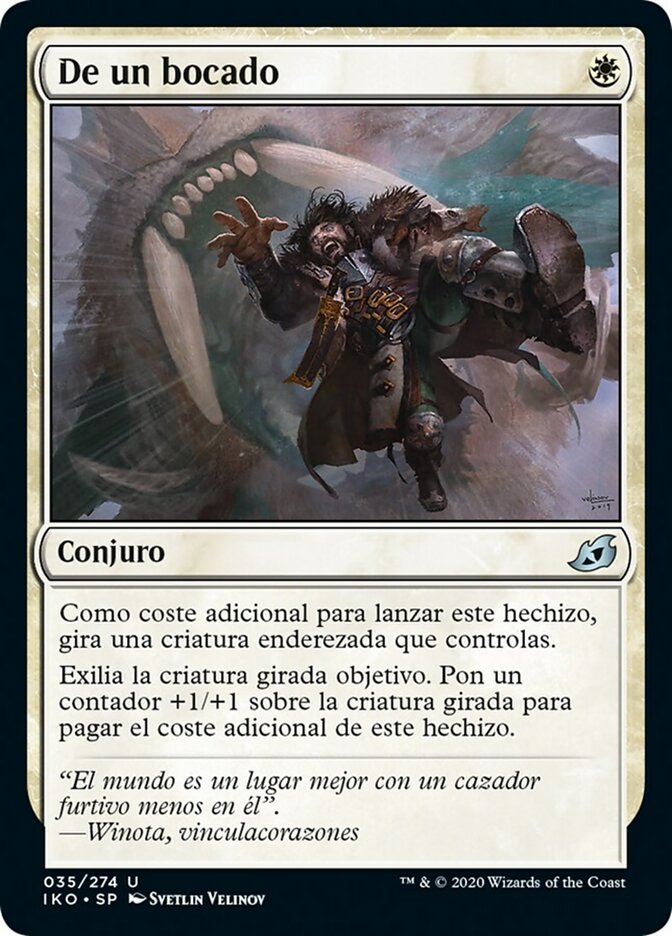 De un bocado
velinov
2019
Conjuro
Como coste adicional para lanzar este hechizo,
gira una criatura enderezada que controlas.
Exilia la criatura girada objetivo. Pon un
contador +1/+1 sobre la criatura girada para
pagar el coste adicional de este hechizo.
“El mundo es un lugar mejor con un cazador
furtivo menos en él”.
—Winota, vinculacorazones
035/274 U
IKO • SP Svetlin Velinov
™ & © 2020 Wizards of the Coast